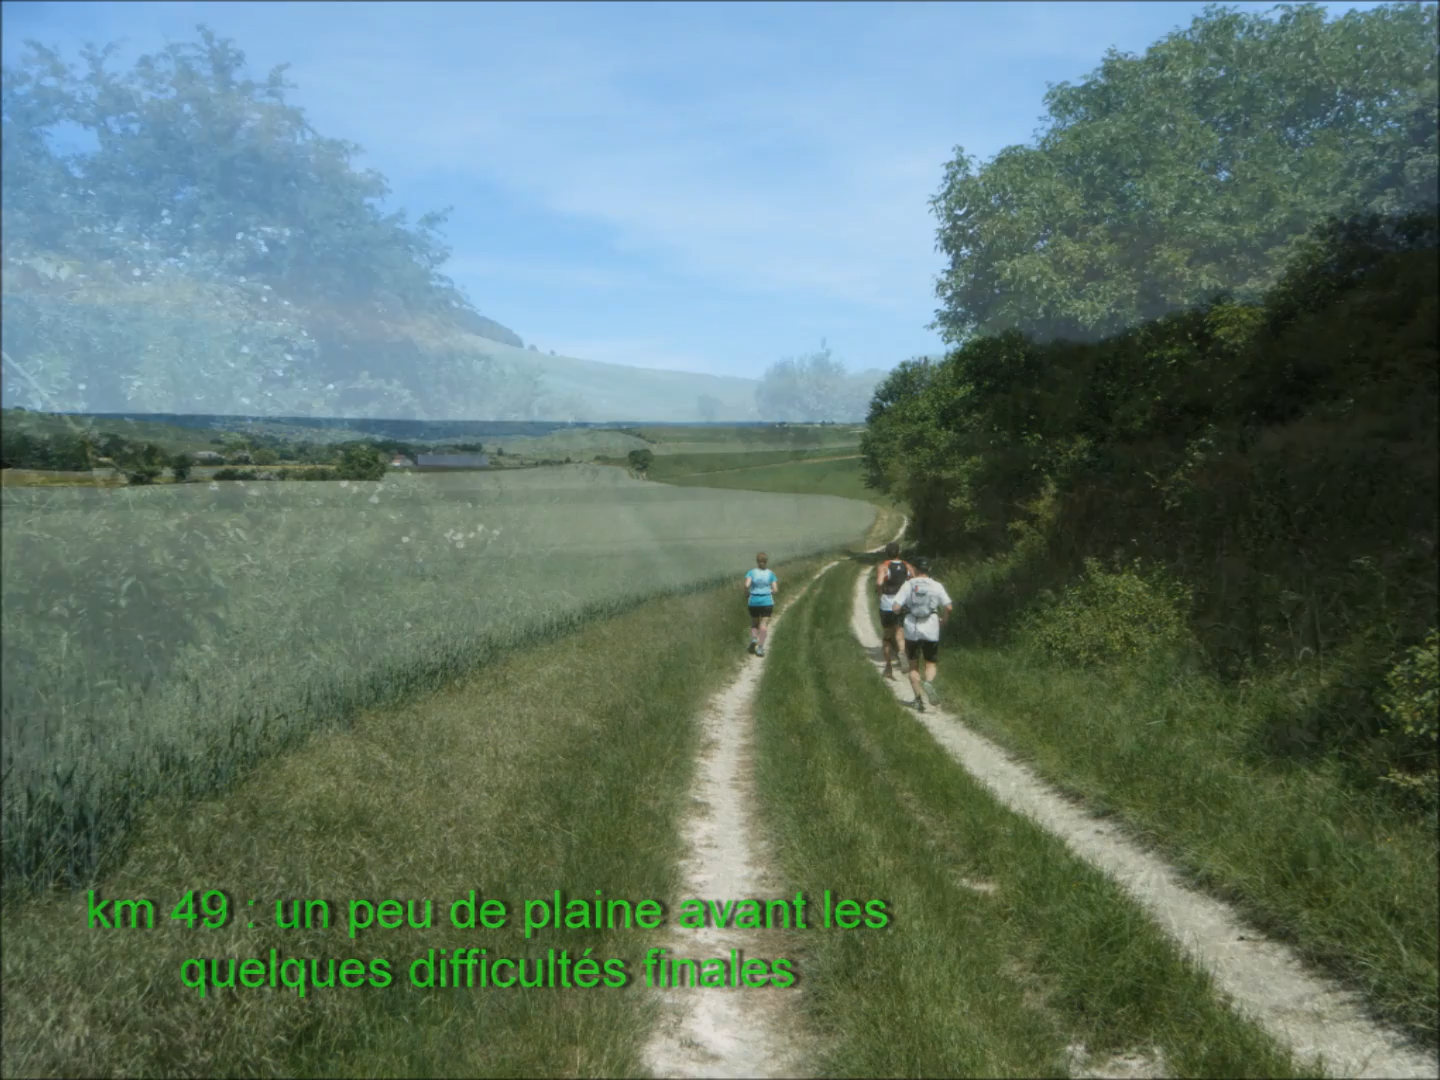 km 49 : un peu de plaine avant les
quelques difficultés finales